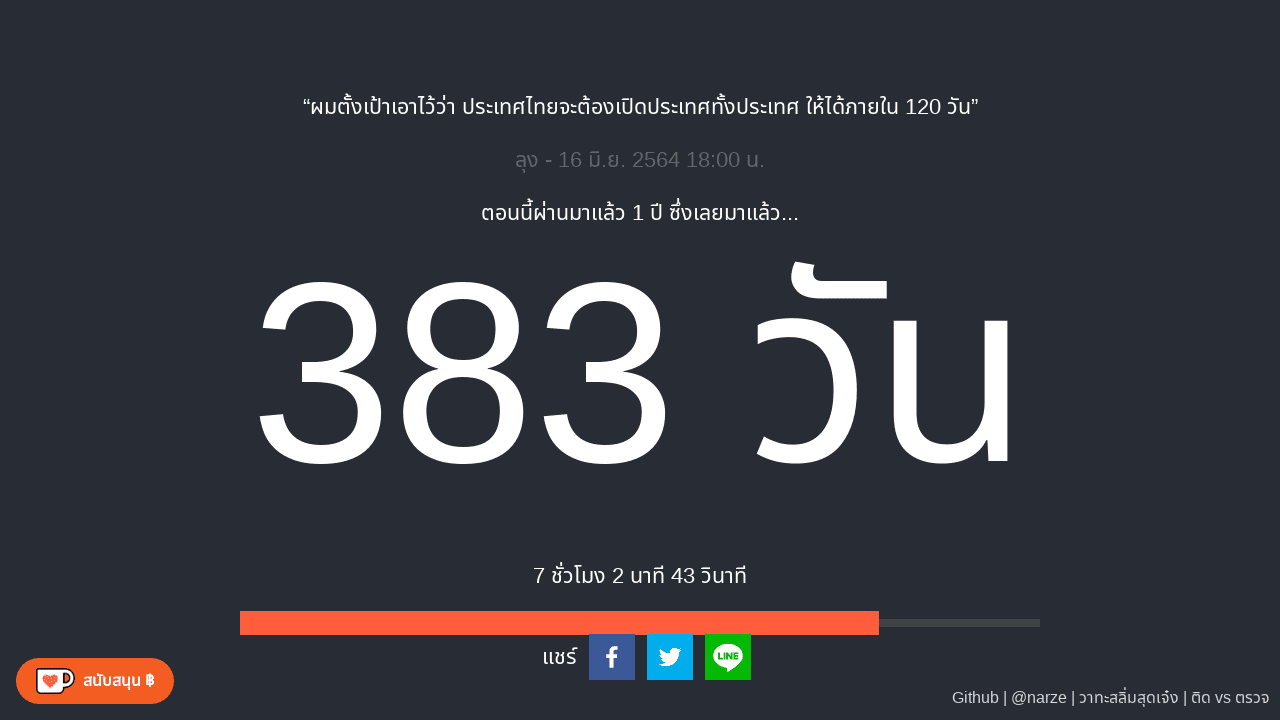 “ผมตั้งเป้าเอาไว้ว่า ประเทศไทยจะต้องเปิดประเทศทั้งประเทศ ให้ได้ภายใน 120 วัน”
ลุง - 16 มิ.ย. 2564 18:00 น.
ตอนนี้ผ่านมาแล้ว 1 ปี ซึ่งเลยมาแล้ว...
383 วัน
7 ชั่วโมง 2 นาที 43 วินาที
แชร์ LINE
สนับสนุน ฿
Github | @narze | วาทะสลิ่มสุดเจ๋ง | ติด vs ตรวจ